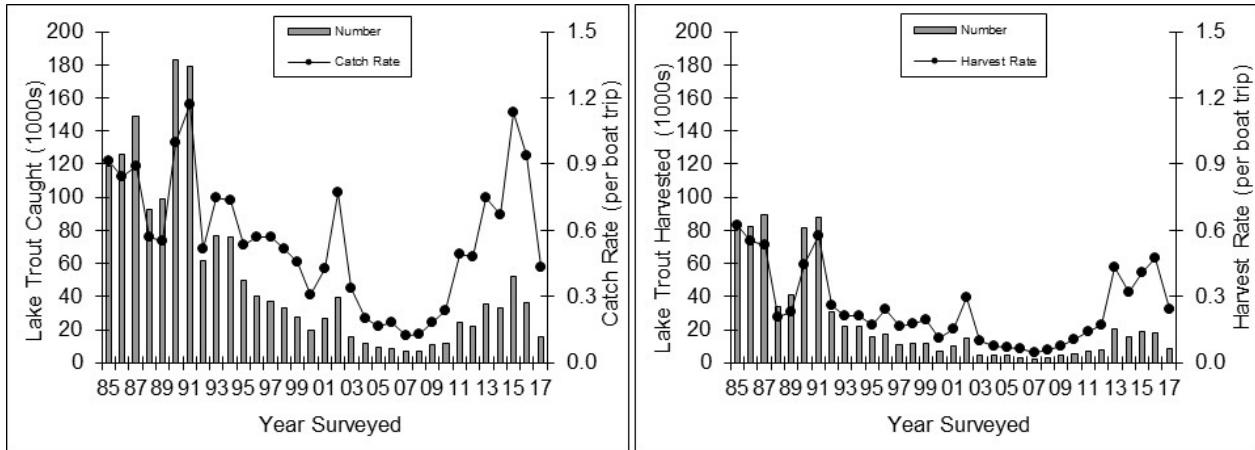 200
180
160
140
120
100
80
60
40
20
0
Lake Trout Caught (1000s)
Number
Catch Rate
1.5
1.2
0.9
0.6
0.3
0.0
Catch Rate (per boat trip)
85 87 89 91 93 95 97 99 01 03 05 07 09 11 13 15 17
Year Surveyed
200
180
160
140
120
100
80
60
40
20
0
Lake Trout Harvested (1000s)
Number
Harvest Rate
1.5
1.2
0.9
0.6
0.3
0.0
Harvest Rate (per boat trip)
85 87 89 91 93 95 97 99 01 03 05 07 09 11 13 15 17
Year Surveyed